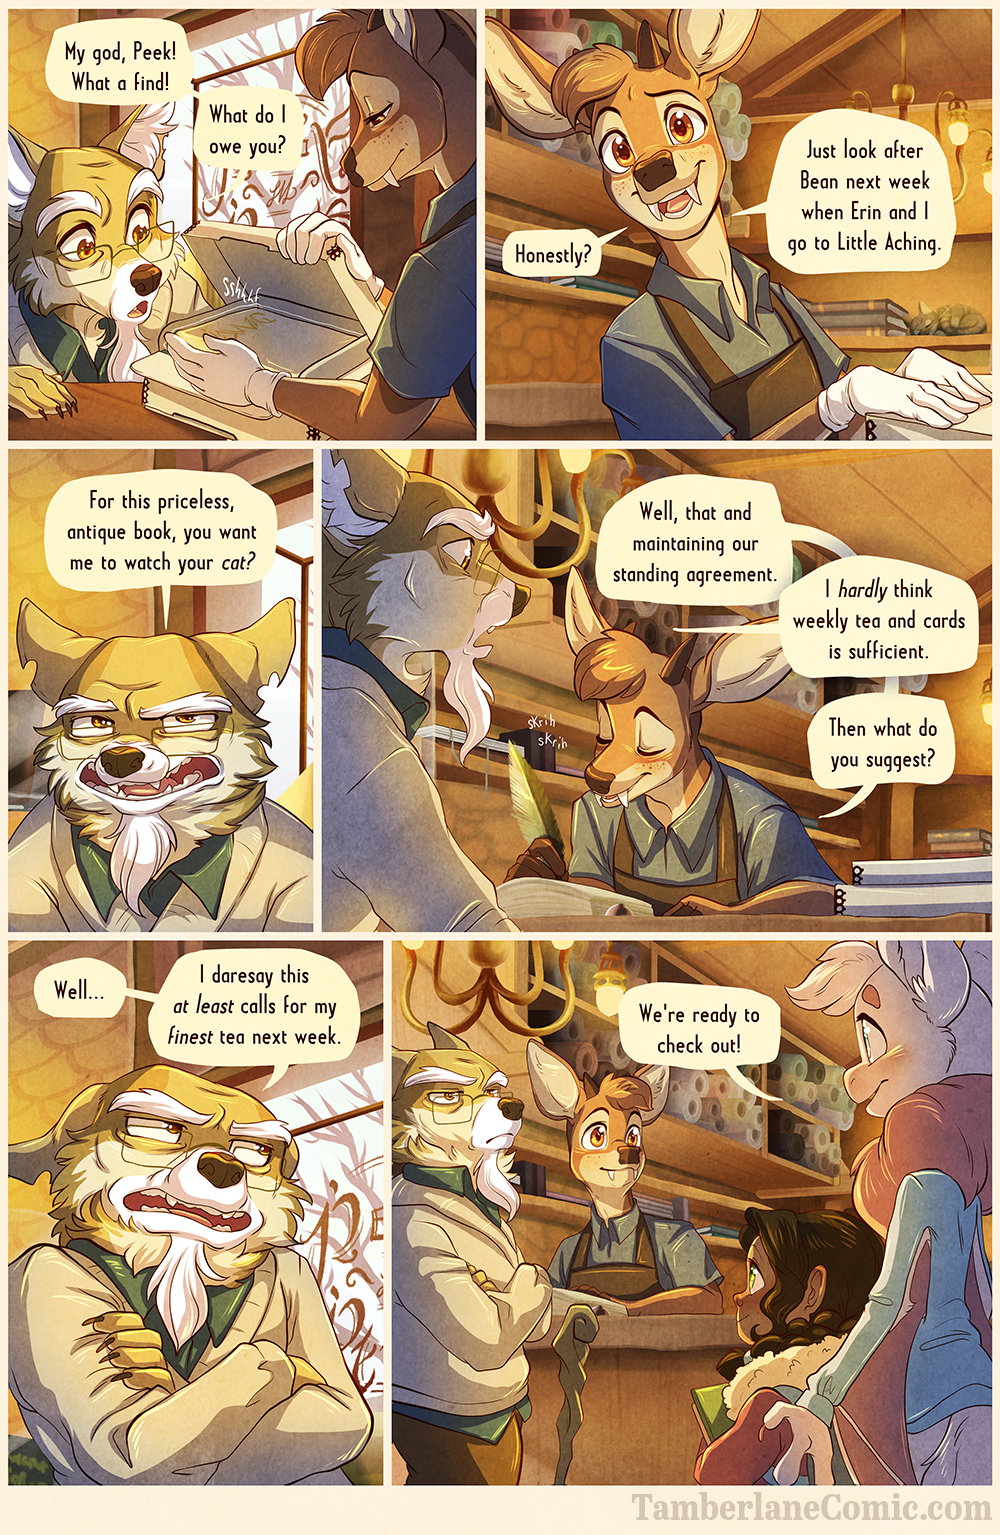 My god, Peek!
What a find!
What do I
owe you?
Sshhhf
Honestly?
Just look after
Bean next week
when Erin and I
go to Little Aching.
For this priceless,
antique book, you want
me to watch your cat?
Well, that and
maintaining our
standing agreement.
I hardly think
weekly tea and cards
is sufficient.
Then what do
you suggest?
skrih
skrih
Well...
I daresay this
at least calls for my
finest tea next week.
We're ready to
check out!
TamberlaneComic.com